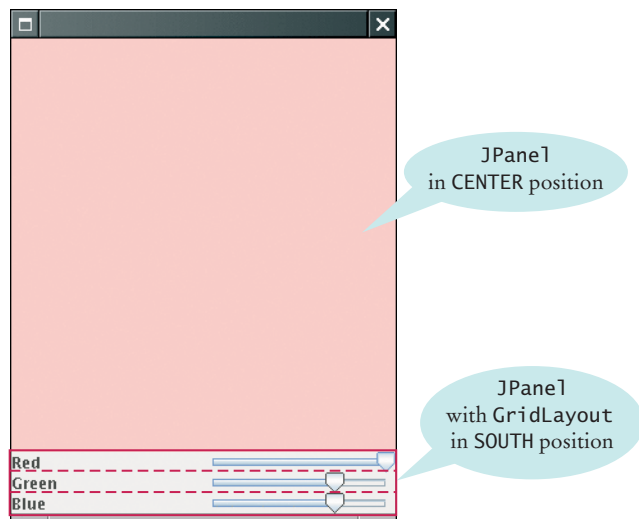 JPanel
in CENTER position
JPanel
with GridLayout
in SOUTH position
Red
Green
Blue